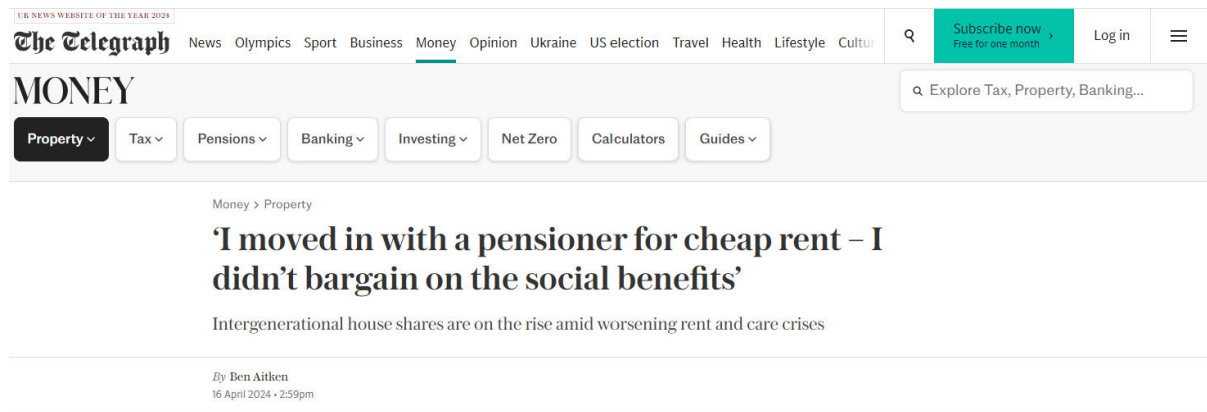 UK NEWS WEBSITE OF THE YEAR 2024
The Telegraph
News Olympics Sport Business Money Opinion Ukraine US election Travel Health Lifestyle Cultu
Subscribe now
Free for one month
Log in
MONEY
Explore Tax, Property, Banking...
Property Tax Pensions Banking Investing Net Zero Calculators Guides
Money > Property
‘I moved in with a pensioner for cheap rent – I
didn’t bargain on the social benefits’
Intergenerational house shares are on the rise amid worsening rent and care crises
By Ben Aitken
16 April 2024 • 2:59pm